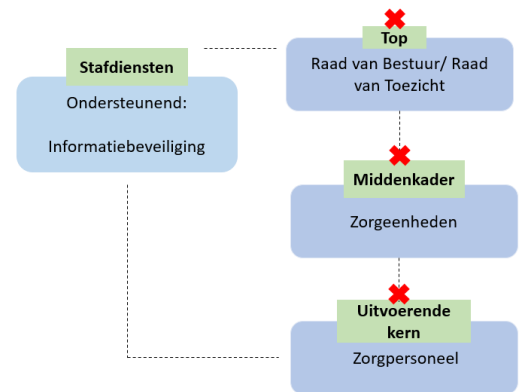 Stafdiensten
Ondersteunend:
Informatiebeveiliging
Top
Raad van Bestuur/ Raad
van Toezicht
Middenkader
Zorgeenheden
Uitvoerende
kern
Zorgpersoneel